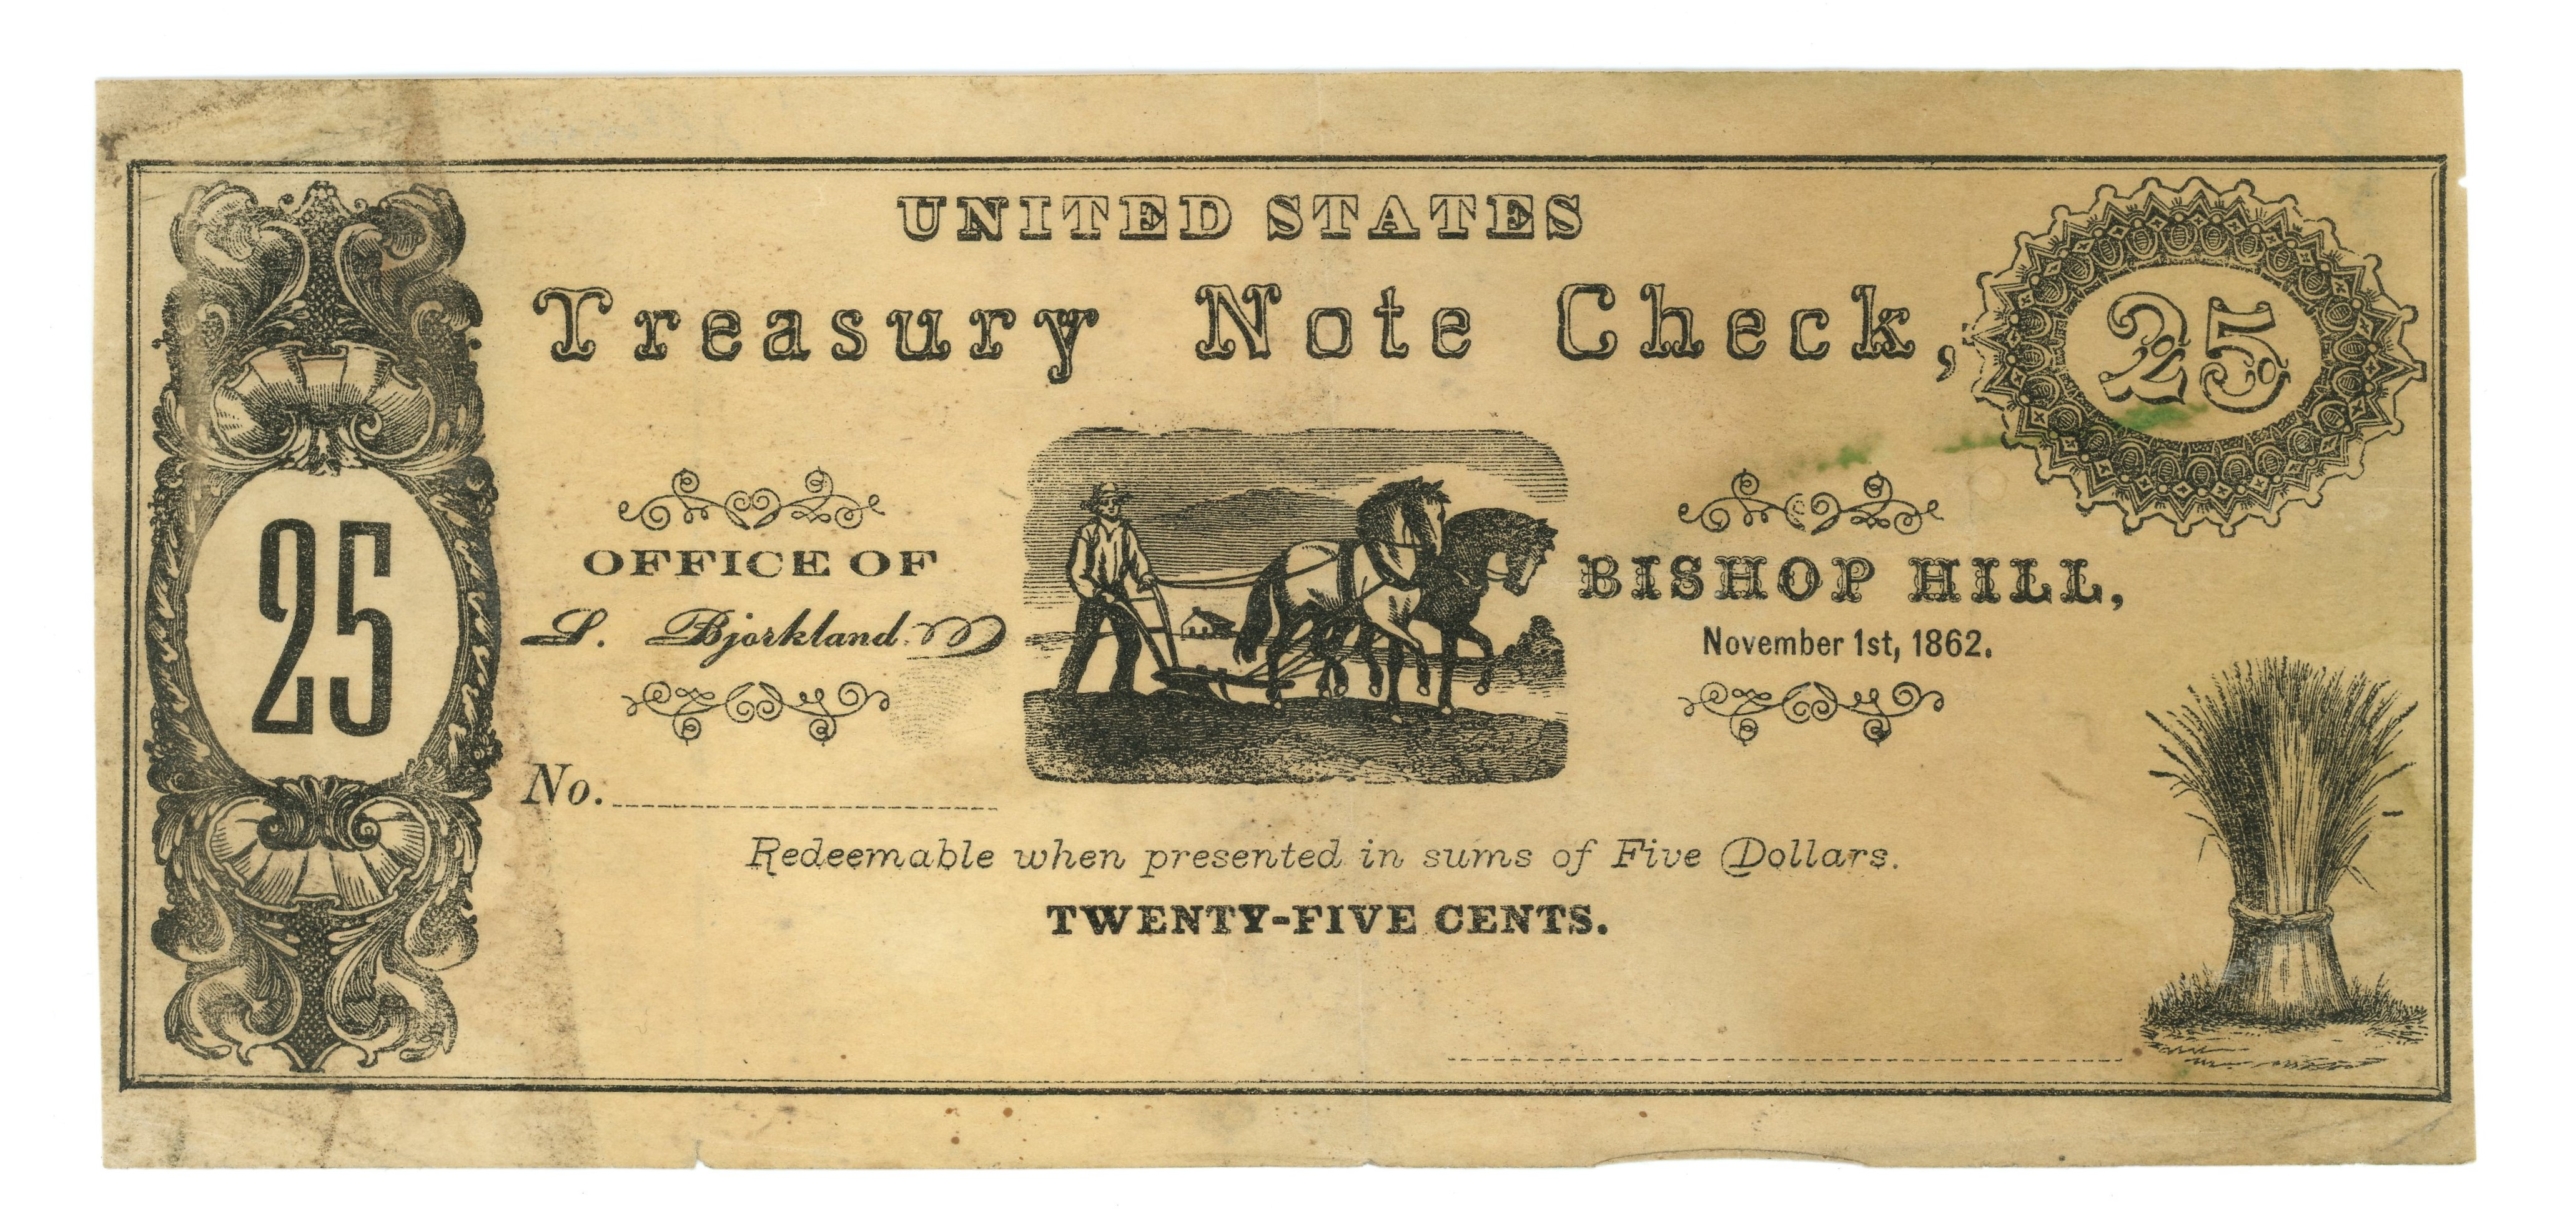 UNITED STATES
Treasury Note Check,
25
25
OFFICE OF
L. Bjorkland
BISHOP HILL,
November 1st, 1862.
No.
Redeemable when presented in sums of Five Dollars.
TWENTY-FIVE CENTS.